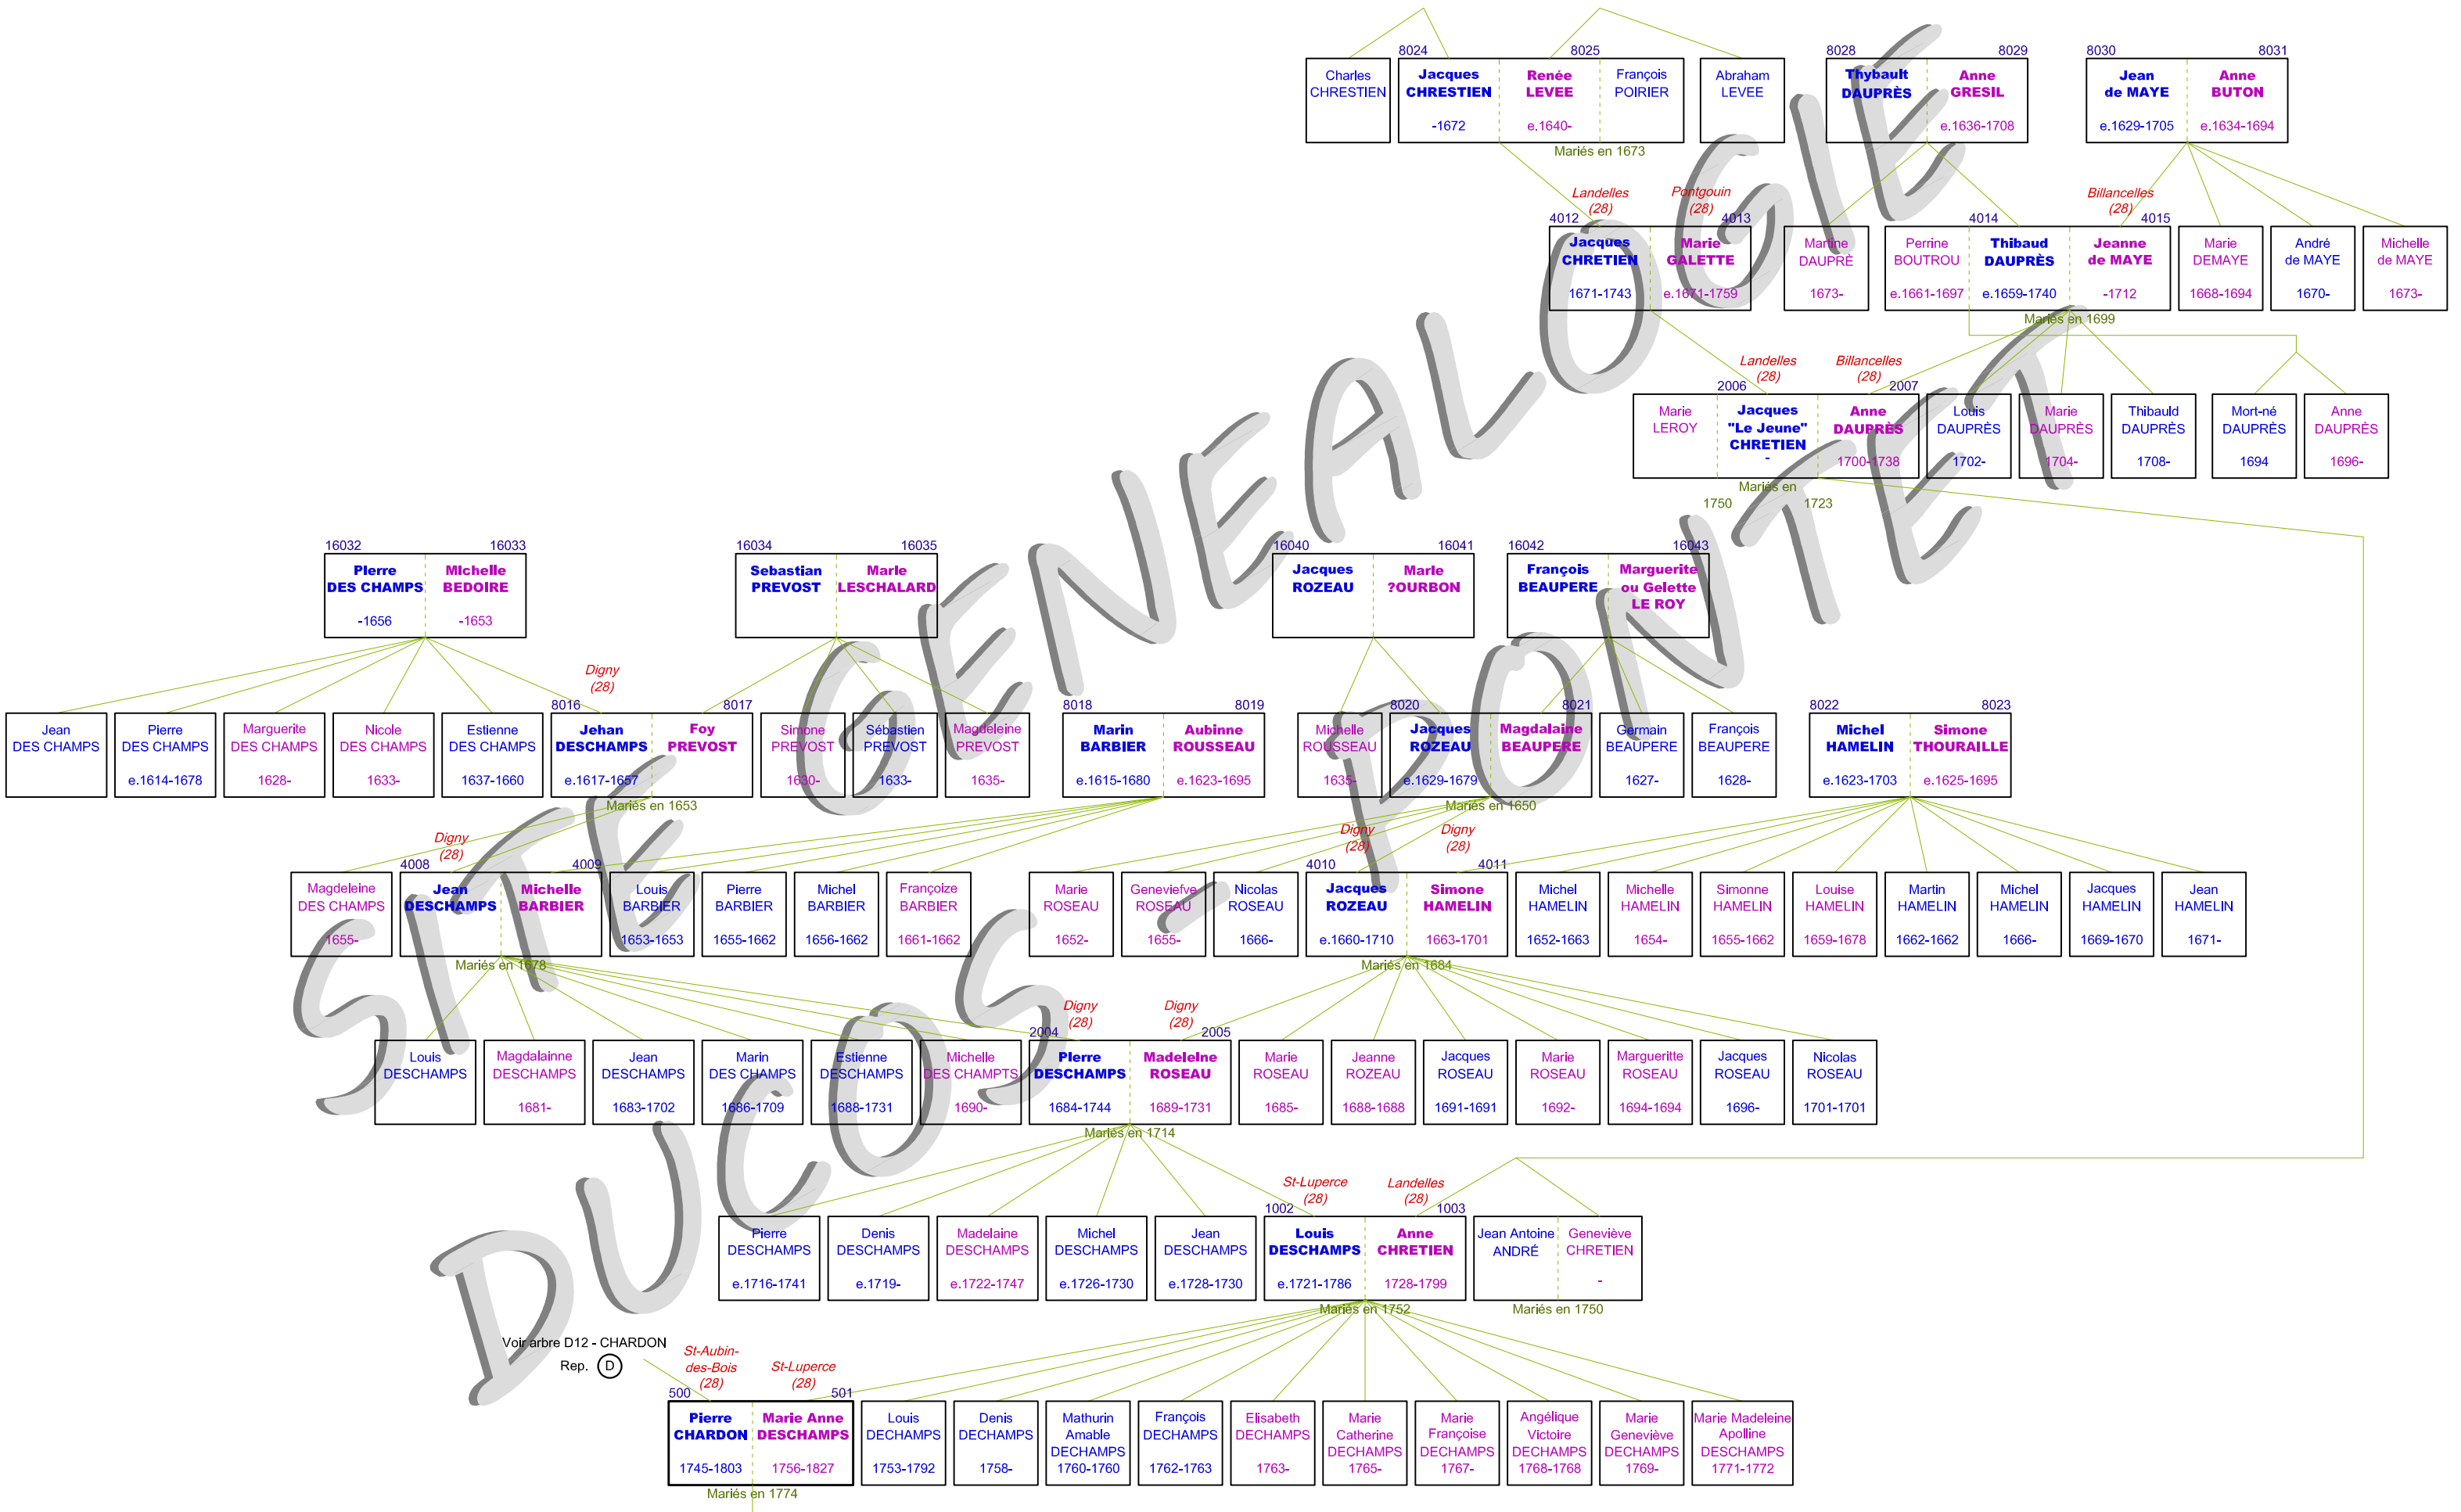 8024
8025
8028
8029
8030
8031
Charles
CHRESTIEN
Jacques
CHRESTIEN
-1672
Renée
LEVEE
e.1640-
François
POIRIER
Abraham
LEVEE
Thybault
DAUPRÈS
Anne
GRESIL
e.1636-1708
Jean
de MAYE
e.1629-1705
Anne
BUTON
e.1634-1694
Mariés en 1673
Landelles
(28)
Pontgouin
(28)
Billancelles
(28)
4012
4013
4014
4015
Jacques
CHRETIEN
1671-1743
Marie
GALETTE
e.1671-1759
Martine
DAUPRÈ
1673-
Perrine
BOUTROU
e.1661-1697
Thibaud
DAUPRÈS
e.1659-1740
Jeanne
de MAYE
-1712
Marie
DEMAYE
1668-1694
André
de MAYE
1670-
Michelle
de MAYE
1673-
Mariés en 1699
Landelles
(28)
Billancelles
(28)
2006
2007
Marie
LEROY
Jacques
"Le Jeune"
CHRETIEN
-
Anne
DAUPRÈS
1700-1738
Louis
DAUPRÈS
1702-
Marie
DAUPRÈS
1704-
Thibauld
DAUPRÈS
1708-
Mort-né
DAUPRÈS
1694
Anne
DAUPRÈS
1696-
Mariés en
1750
1723
16032
16033
16034
16035
16040
16041
16042
16043
PIerre
DES CHAMPS
-1656
MIchelle
BEDOIRE
-1653
Sebastian
PREVOST
MarIe
LESCHALARD
Jacques
ROZEAU
MarIe
?OURBON
François
BEAUPERE
Marguerite
ou Gelette
LE ROY
Digny
(28)
8016
8017
8018
8019
8020
8021
8022
8023
Jean
DES CHAMPS
Pierre
DES CHAMPS
e.1614-1678
Marguerite
DES CHAMPS
1628-
Nicole
DES CHAMPS
1633-
Estienne
DES CHAMPS
1637-1660
Jehan
DESCHAMPS
e.1617-1657
Foy
PREVOST
Simone
PREVOST
1630-
Sébastien
PREVOST
1633-
Magdeleine
PREVOST
1635-
Marin
BARBIER
e.1615-1680
Aubinne
ROUSSEAU
e.1623-1695
Michelle
ROUSSEAU
1635-
Jacques
ROZEAU
e.1629-1679
Magdalaine
BEAUPERE
Germain
BEAUPERE
1627-
François
BEAUPERE
1628-
Michel
HAMELIN
e.1623-1703
Simone
THOURAILLE
e.1625-1695
Mariés en 1653
Mariés en 1650
Digny
(28)
Digny
(28)
Digny
(28)
4008
4009
4010
4011
Magdeleine
DES CHAMPS
1655-
Jean
DESCHAMPS
Michelle
BARBIER
Louis
BARBIER
1653-1653
Pierre
BARBIER
1655-1662
Michel
BARBIER
1656-1662
Françoize
BARBIER
1661-1662
Marie
ROSEAU
1652-
Geneviefve
ROSEAU
1655-
Nicolas
ROSEAU
1666-
Jacques
ROZEAU
e.1660-1710
Simone
HAMELIN
1663-1701
Michel
HAMELIN
1652-1663
Michelle
HAMELIN
1654-
Simonne
HAMELIN
1655-1662
Louise
HAMELIN
1659-1678
Martin
HAMELIN
1662-1662
Michel
HAMELIN
1666-
Jacques
HAMELIN
1669-1670
Jean
HAMELIN
1671-
Mariés en 1678
Mariés en 1684
Digny
(28)
Digny
(28)
2004
2005
Louis
DESCHAMPS
Magdalainne
DESCHAMPS
1681-
Jean
DESCHAMPS
1683-1702
Marin
DES CHAMPS
1686-1709
Estienne
DESCHAMPS
1688-1731
Michelle
DES CHAMPTS
1690-
PIerre
DESCHAMPS
1684-1744
MadeleIne
ROSEAU
1689-1731
Marie
ROSEAU
1685-
Jeanne
ROZEAU
1688-1688
Jacques
ROSEAU
1691-1691
Marie
ROSEAU
1692-
Margueritte
ROSEAU
1694-1694
Jacques
ROSEAU
1696-
Nicolas
ROSEAU
1701-1701
Mariés en 1714
St-Luperce
(28)
Landelles
(28)
1002
1003
Pierre
DESCHAMPS
e.1716-1741
Denis
DESCHAMPS
e.1719-
Madelaine
DESCHAMPS
e.1722-1747
Michel
DESCHAMPS
e.1726-1730
Jean
DESCHAMPS
e.1728-1730
Louis
DESCHAMPS
e.1721-1786
Anne
CHRETIEN
1728-1799
Jean Antoine
ANDRÉ
Geneviève
CHRETIEN
-
Mariés en 1752
Mariés en 1750
Voir arbre D12 - CHARDON
Rep. D
St-Aubin-
des-Bois
(28)
St-Luperce
(28)
500
501
Pierre
CHARDON
1745-1803
Marie Anne
DESCHAMPS
1756-1827
Louis
DECHAMPS
1753-1792
Denis
DECHAMPS
1758-
Mathurin
Amable
DECHAMPS
1760-1760
François
DECHAMPS
1762-1763
Elisabeth
DECHAMPS
1763-
Marie
Catherine
DECHAMPS
1765-
Marie
Françoise
DECHAMPS
1767-
Angélique
Victoire
DECHAMPS
1768-1768
Marie
Geneviève
DECHAMPS
1769-
Marie Madeleine
Apolline
DESCHAMPS
1771-1772
Mariés en 1774
SITE GENEALOGIE
DUCOS - PONTET